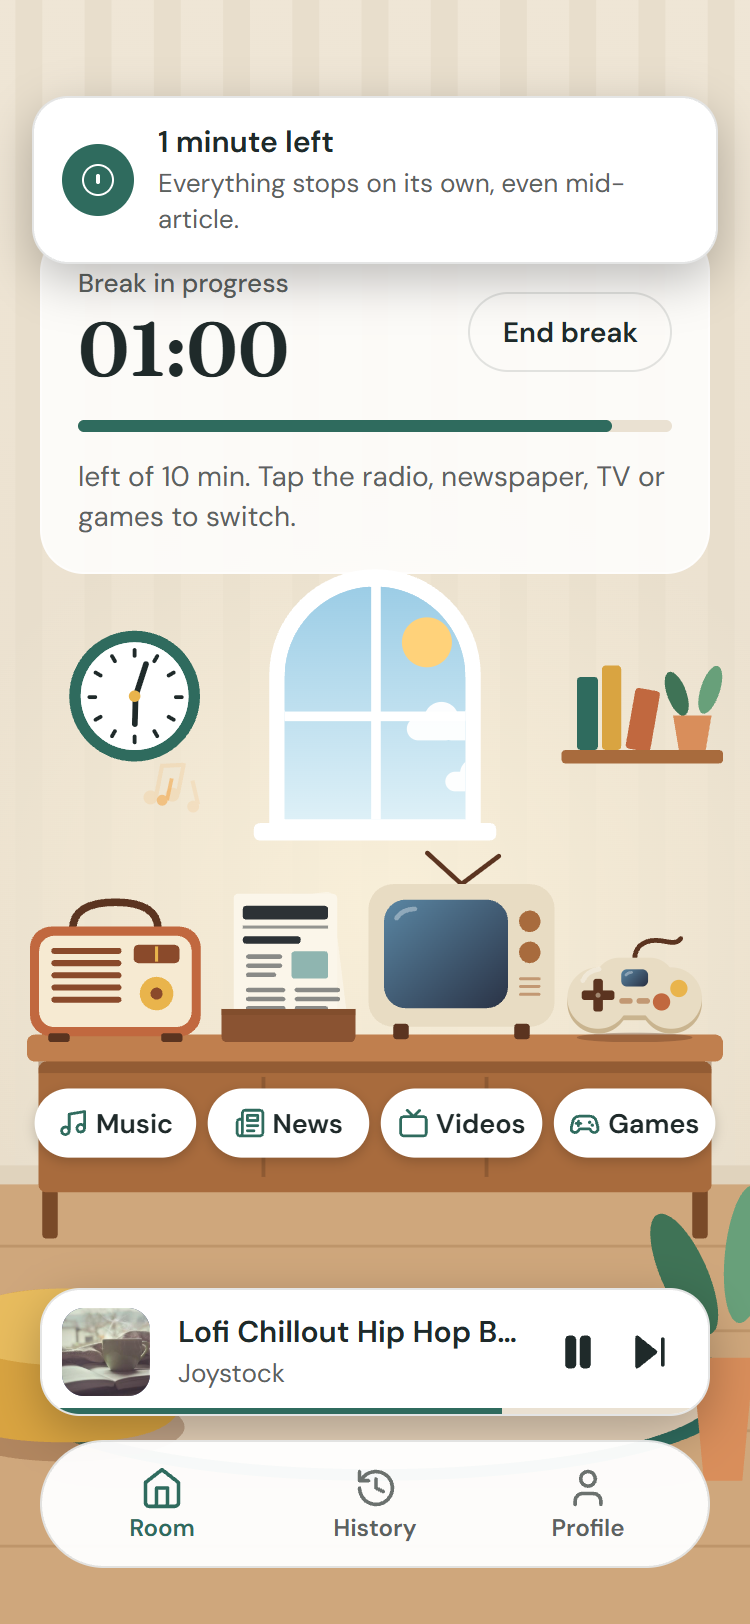 1 minute left
Everything stops on its own, even mid-
article.
Break in progress
01:00
End break
left of 10 min. Tap the radio, newspaper, TV or
games to switch.
Music
News
Videos
Games
Lofi Chillout Hip Hop B...
Joystock
Room
History
Profile